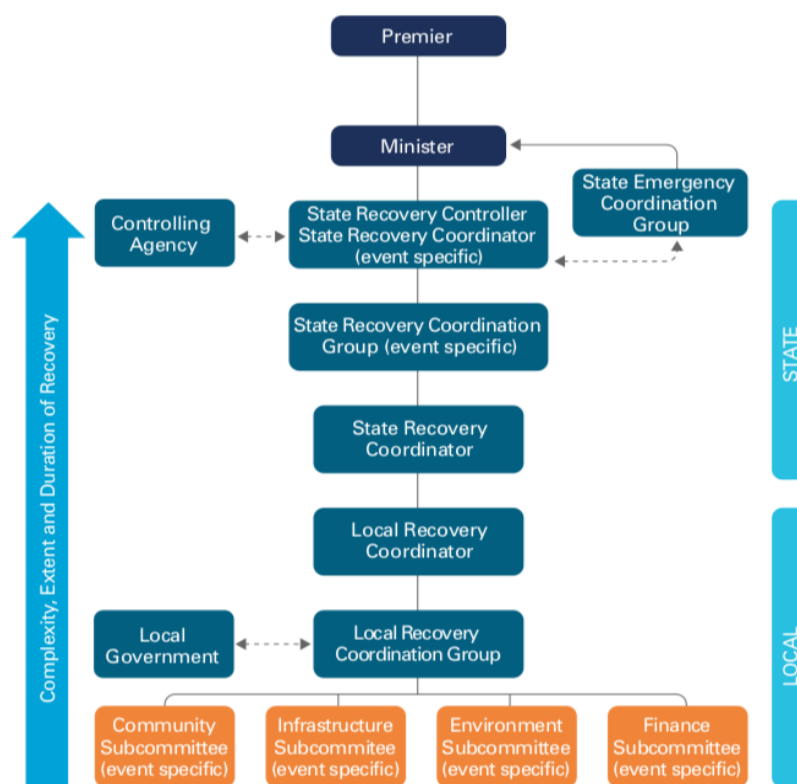 Premier
Minister
State Emergency
Coordination
Group
Controlling
Agency
State Recovery Controller
State Recovery Coordinator
(event specific)
State Recovery Coordination
Group (event specific)
State Recovery
Coordinator
Local Recovery
Coordinator
Local
Government
Local Recovery
Coordination Group
Community
Subcommittee
(event specific)
Infrastructure
Subcommitee
(event specific)
Environment
Subcommittee
(event specific)
Finance
Subcommittee
(event specific)
Complexity, Extent and Duration of Recovery
STATE
LOCAL